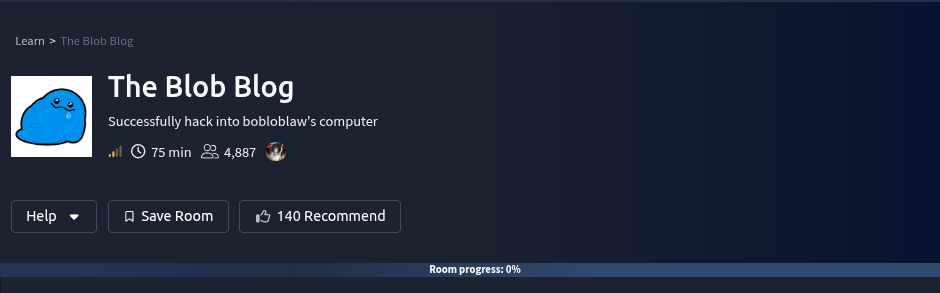 Learn > The Blob Blog
The Blob Blog
Successfully hack into bobloblaw's computer
75 min 4,887
Help Save Room 140 Recommend
Room progress: 0%